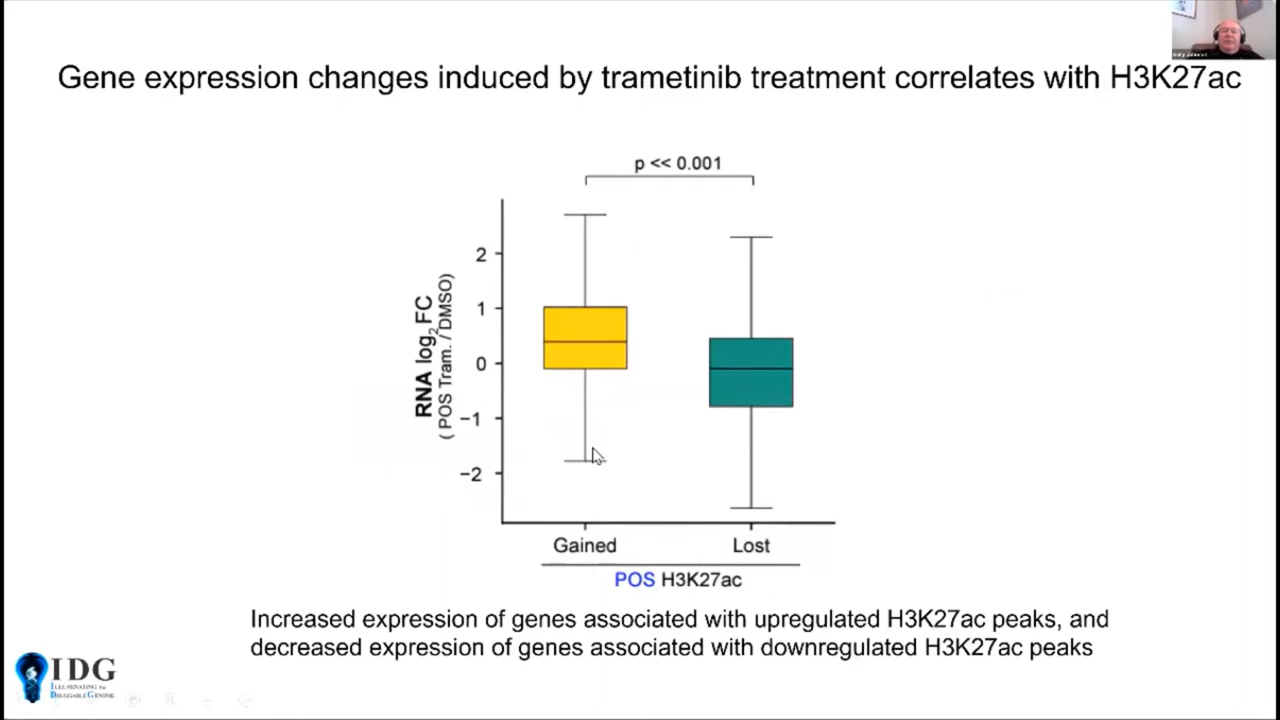 Gene expression changes induced by trametinib treatment correlates with H3K27ac
p << 0.001
RNA log2FC
( POS Tram. / DMSO)
2
1
0
−1
−2
Gained
Lost
POS H3K27ac
Increased expression of genes associated with upregulated H3K27ac peaks, and
decreased expression of genes associated with downregulated H3K27ac peaks
IDG
ILLUMINATING the
DRUGGABLE GENOME